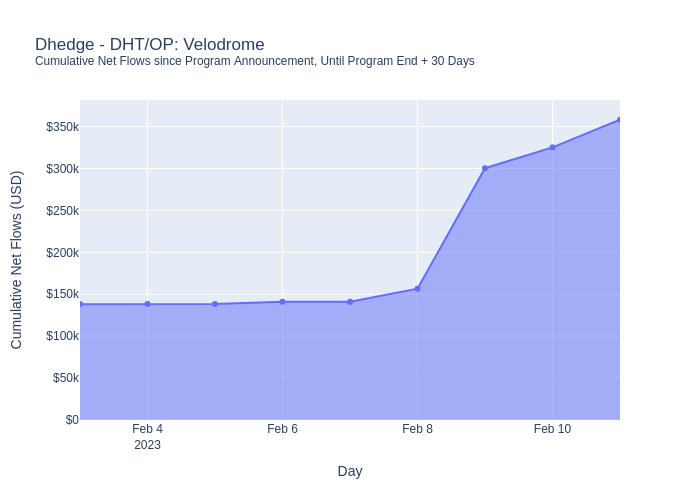 Dhedge - DHT/OP: Velodrome
Cumulative Net Flows since Program Announcement, Until Program End + 30 Days
Cumulative Net Flows (USD)
$350k
$300k
$250k
$200k
$150k
$100k
$50k
$0
Feb 4
2023
Feb 6
Feb 8
Feb 10
Day